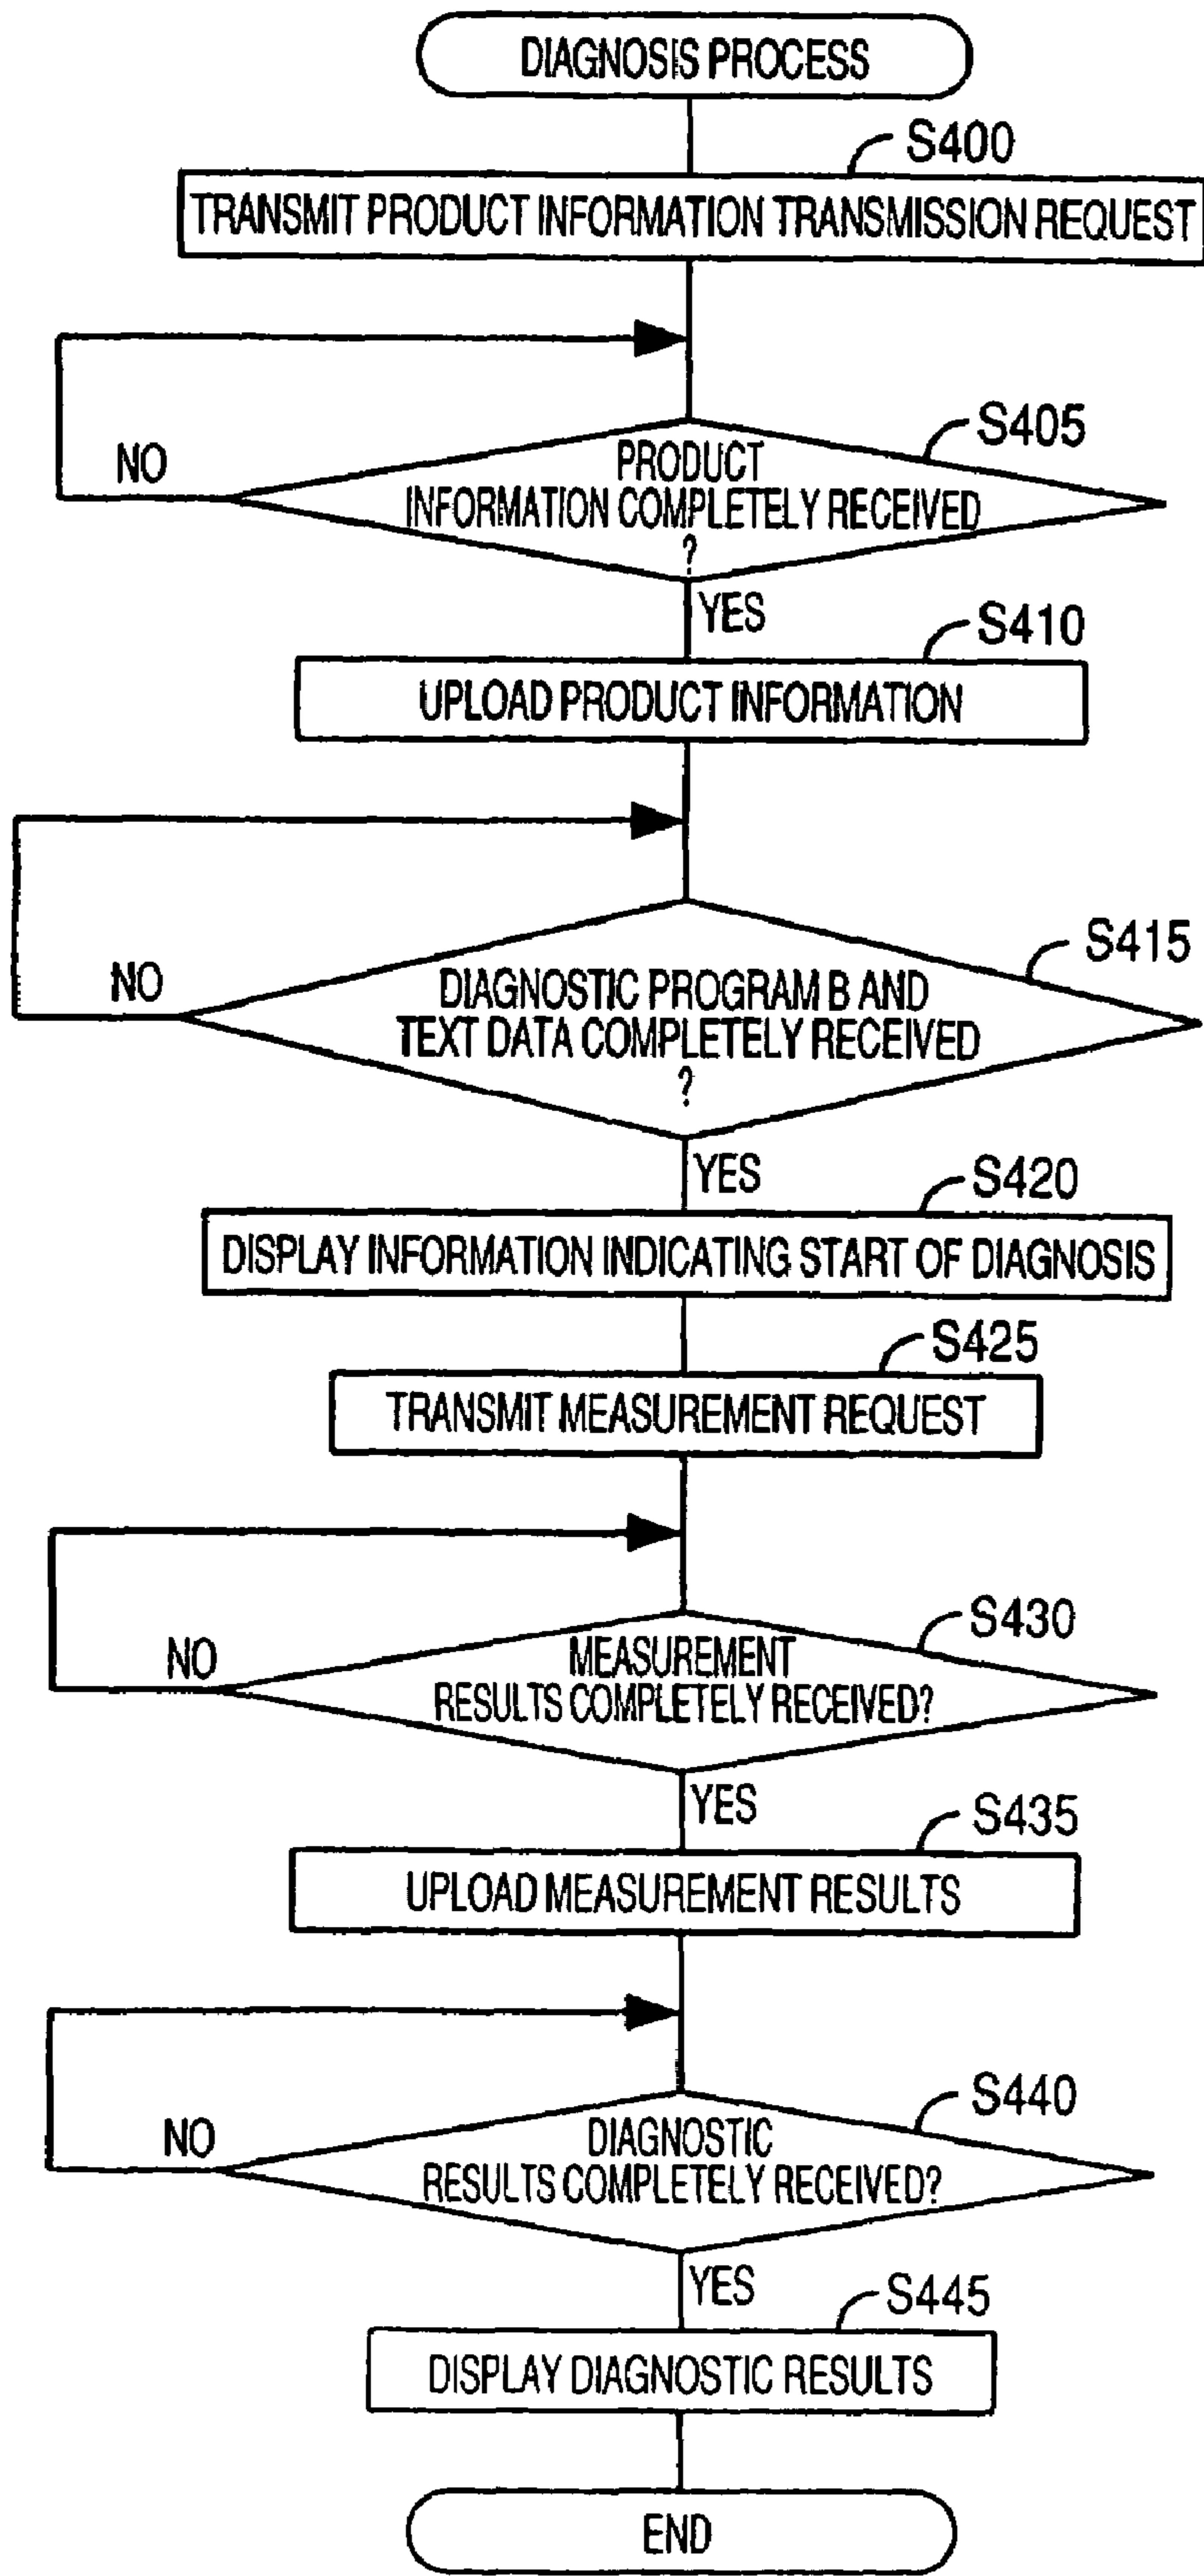 DIAGNOSIS PROCESS
S400
TRANSMIT PRODUCT INFORMATION TRANSMISSION REQUEST
S405
NO
PRODUCT
INFORMATION COMPLETELY RECEIVED
?
YES
S410
UPLOAD PRODUCT INFORMATION
S415
NO
DIAGNOSTIC PROGRAM B AND
TEXT DATA COMPLETELY RECEIVED
?
YES
S420
DISPLAY INFORMATION INDICATING START OF DIAGNOSIS
S425
TRANSMIT MEASUREMENT REQUEST
S430
NO
MEASUREMENT
RESULTS COMPLETELY RECEIVED?
YES
S435
UPLOAD MEASUREMENT RESULTS
S440
NO
DIAGNOSTIC
RESULTS COMPLETELY RECEIVED?
YES
S445
DISPLAY DIAGNOSTIC RESULTS
END